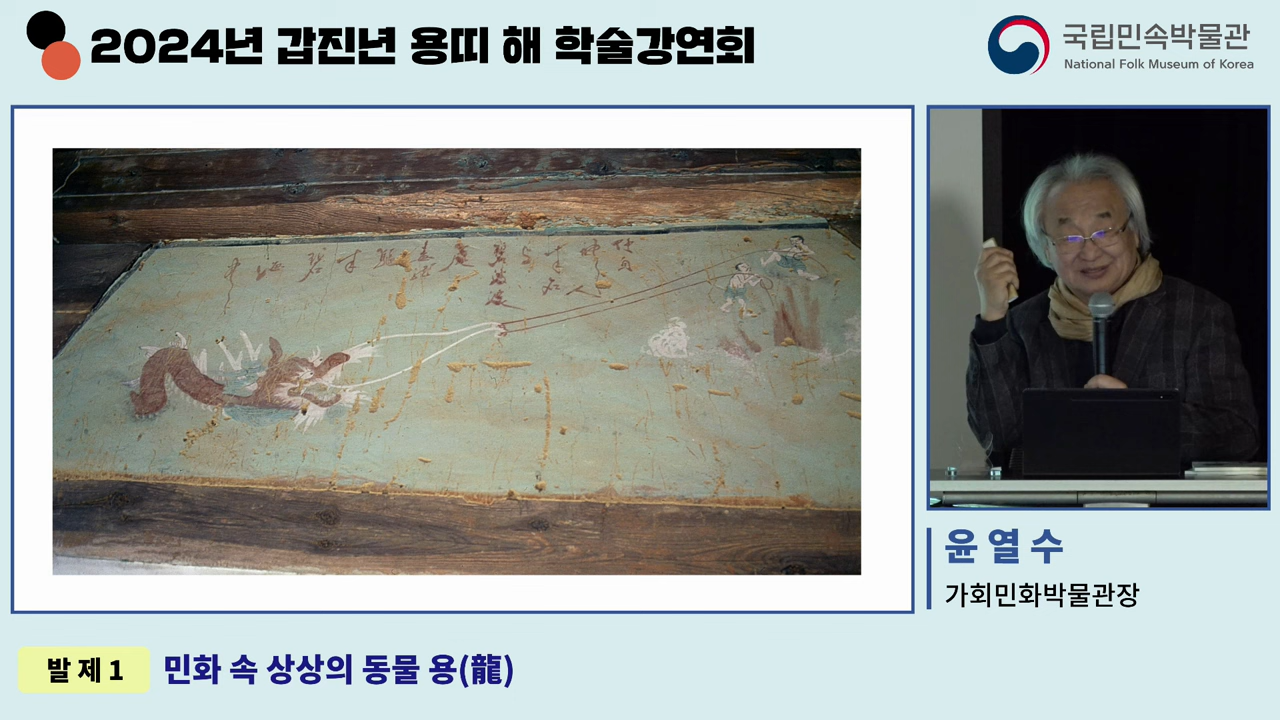 2024년 갑진년 용띠 해 학술강연회
국립민속박물관
National Folk Museum of Korea
윤열수
가회민화박물관장
발제1 민화 속 상상의 동물 용(龍)